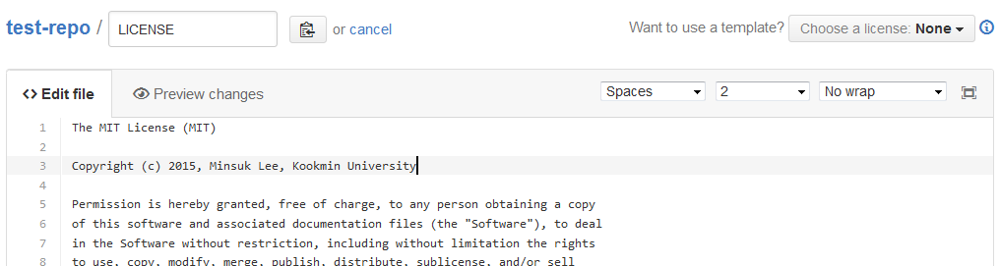 test-repo / LICENSE or cancel Want to use a template? Choose a license: None
<> Edit file Preview changes Spaces 2 No wrap
1 The MIT License (MIT)
2
3 Copyright (c) 2015, Minsuk Lee, Kookmin University
4
5 Permission is hereby granted, free of charge, to any person obtaining a copy
6 of this software and associated documentation files (the "Software"), to deal
7 in the Software without restriction, including without limitation the rights
8 to use, copy, modify, merge, publish, distribute, sublicense, and/or sell